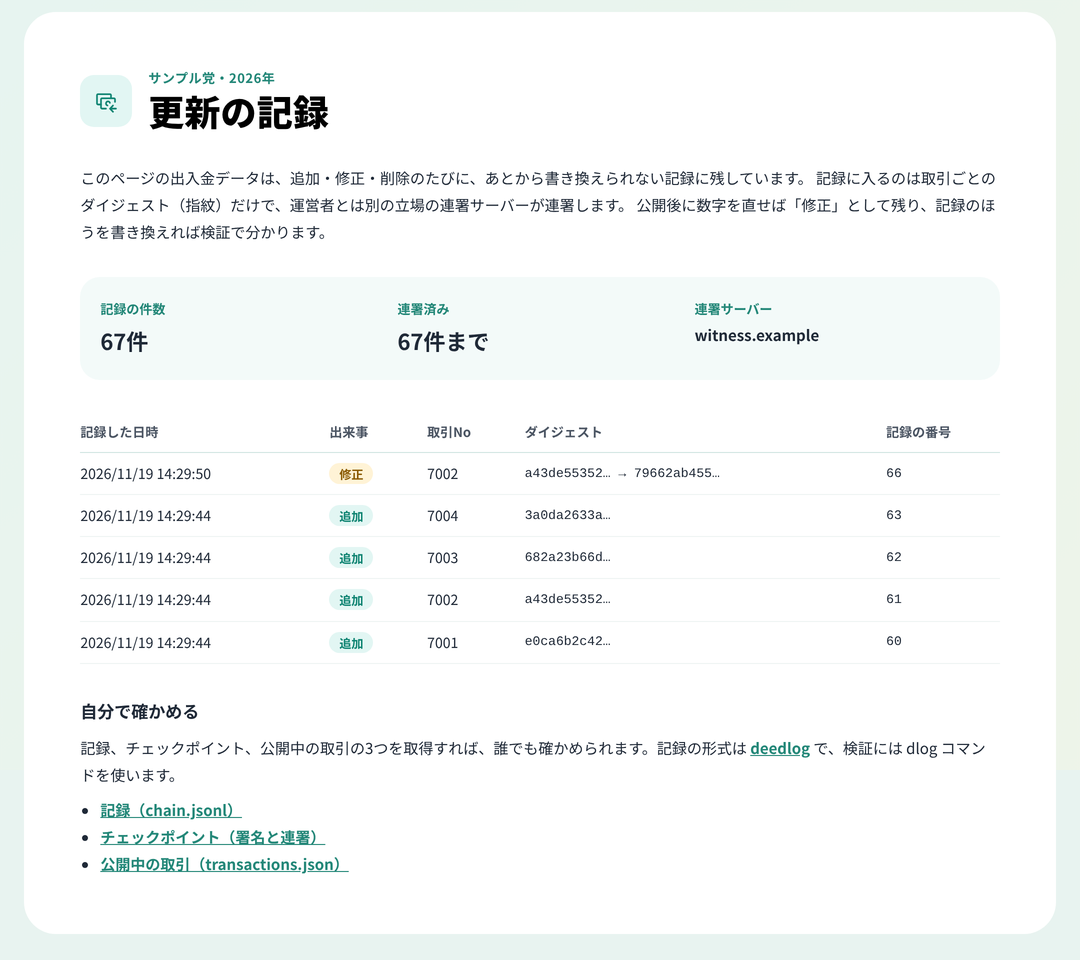 サンプル党・2026年
更新の記録
このページの出入金データは、追加・修正・削除のたびに、あとから書き換えられない記録に残しています。 記録に入るのは取引ごとの
ダイジェスト（指紋）だけで、運営者とは別の立場の連署サーバーが連署します。 公開後に数字を直せば「修正」として残り、記録のほ
うを書き換えれば検証で分かります。
記録の件数 連署済み 連署サーバー
67件 67件まで witness.example
記録した日時 出来事 取引No ダイジェスト 記録の番号
2026/11/19 14:29:50 修正 7002 a43de55352… → 79662ab455… 66
2026/11/19 14:29:44 追加 7004 3a0da2633a… 63
2026/11/19 14:29:44 追加 7003 682a23b66d… 62
2026/11/19 14:29:44 追加 7002 a43de55352… 61
2026/11/19 14:29:44 追加 7001 e0ca6b2c42… 60
自分で確かめる
記録、チェックポイント、公開中の取引の3つを取得すれば、誰でも確かめられます。記録の形式は deedlog で、検証には dlog コマン
ドを使います。
• 記録（chain.jsonl）
• チェックポイント（署名と連署）
• 公開中の取引（transactions.json）